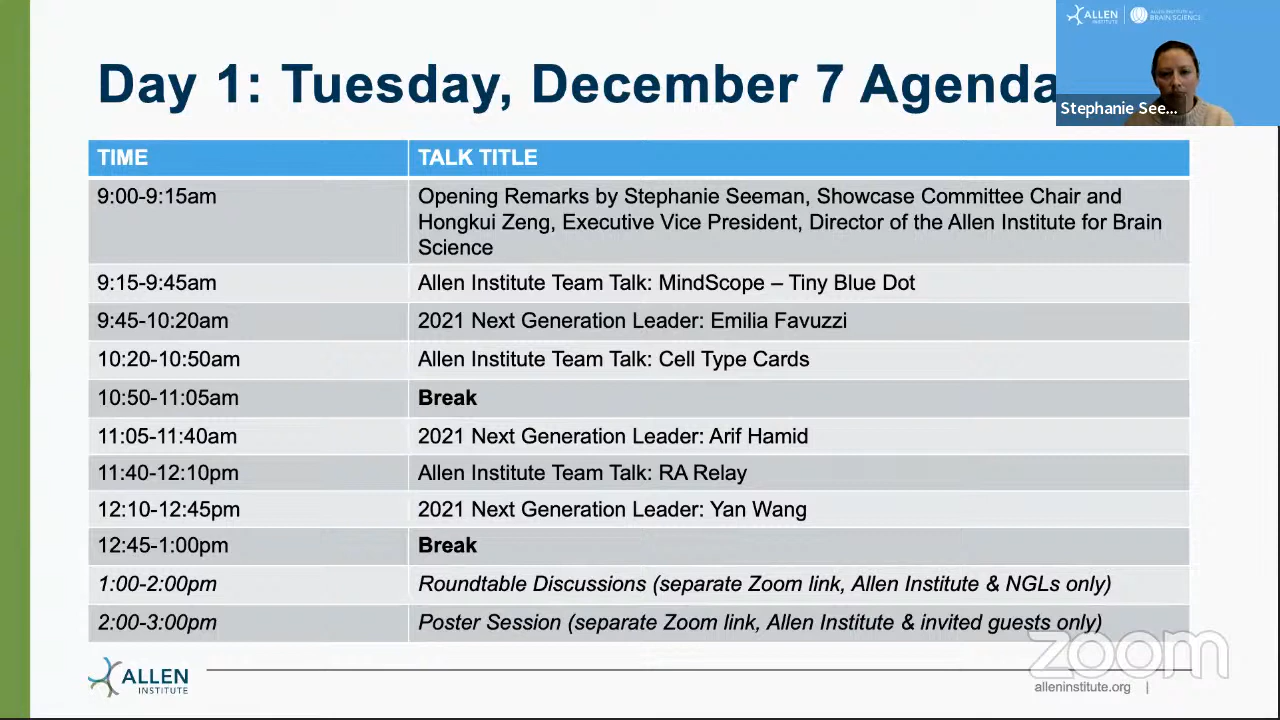 ALLEN
INSTITUTE
ALLEN INSTITUTE for
BRAIN SCIENCE
Day 1: Tuesday, December 7 Agenda
Stephanie See...
TIME
TALK TITLE
9:00-9:15am
Opening Remarks by Stephanie Seeman, Showcase Committee Chair and
Hongkui Zeng, Executive Vice President, Director of the Allen Institute for Brain
Science
9:15-9:45am
Allen Institute Team Talk: MindScope – Tiny Blue Dot
9:45-10:20am
2021 Next Generation Leader: Emilia Favuzzi
10:20-10:50am
Allen Institute Team Talk: Cell Type Cards
10:50-11:05am
Break
11:05-11:40am
2021 Next Generation Leader: Arif Hamid
11:40-12:10pm
Allen Institute Team Talk: RA Relay
12:10-12:45pm
2021 Next Generation Leader: Yan Wang
12:45-1:00pm
Break
1:00-2:00pm
Roundtable Discussions (separate Zoom link, Allen Institute & NGLs only)
2:00-3:00pm
Poster Session (separate Zoom link, Allen Institute & invited guests only)
zoom
ALLEN
INSTITUTE
alleninstitute.org |